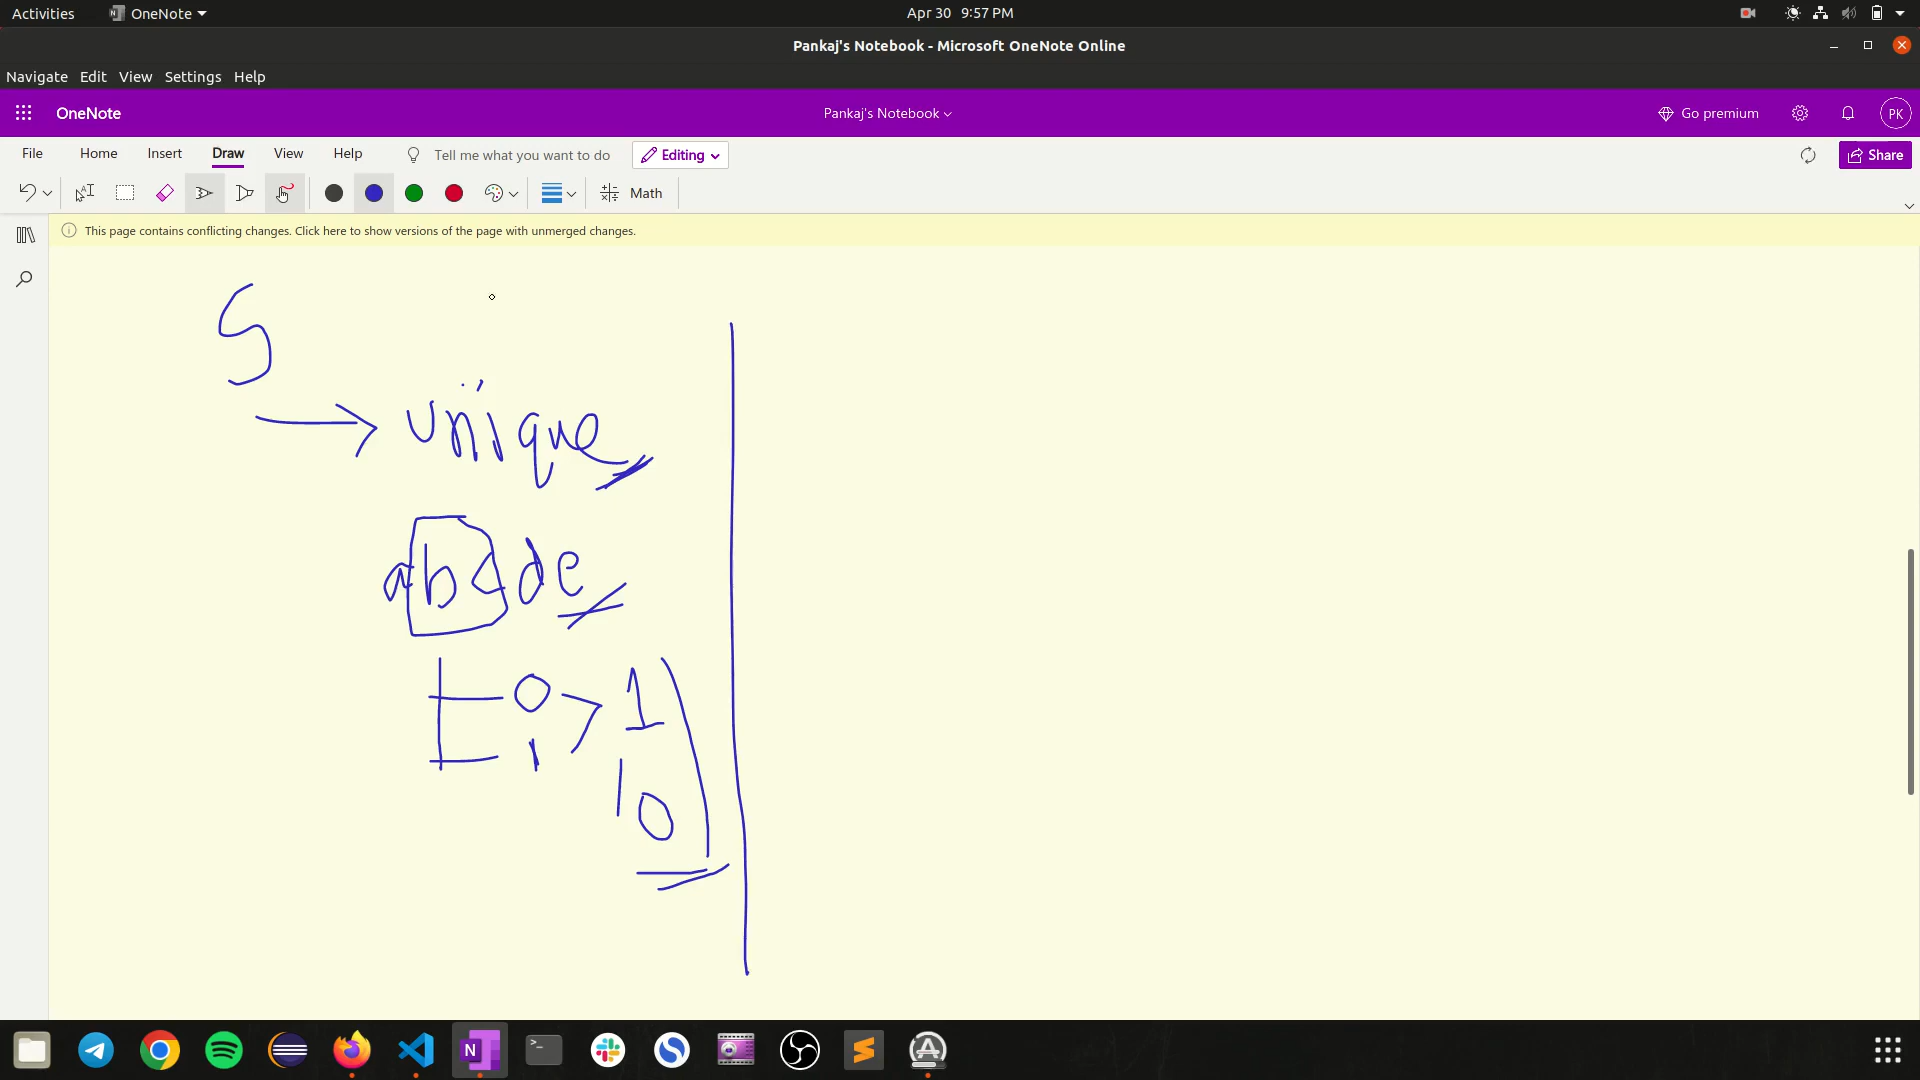 Activities OneNote Apr 30 9:57 PM
Pankaj's Notebook - Microsoft OneNote Online
Navigate Edit View Settings Help
OneNote Pankaj's Notebook Go premium PK
File Home Insert Draw View Help Tell me what you want to do Editing Share
Math
This page contains conflicting changes. Click here to show versions of the page with unmerged changes.
S
unique
abcde
0 1
1
10